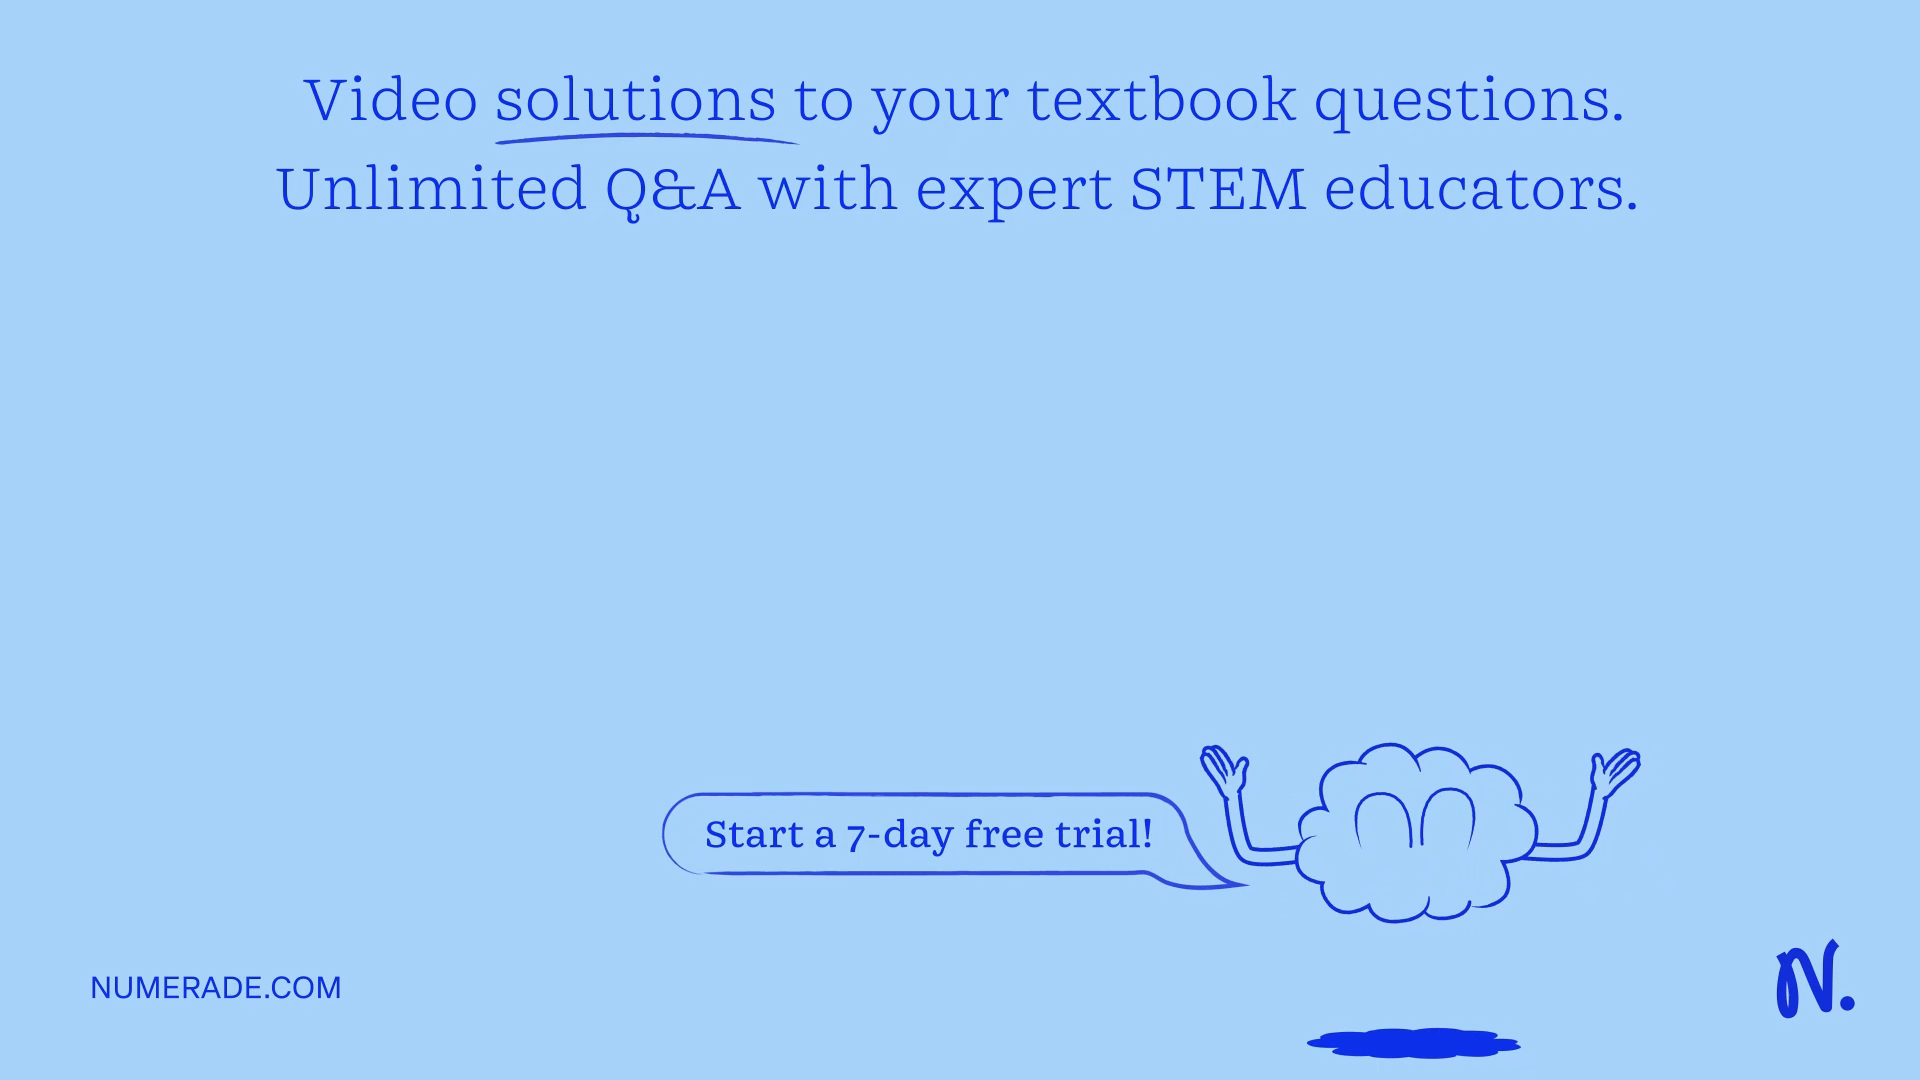 Video solutions to your textbook questions.
Unlimited Q&A with expert STEM educators.
Start a 7-day free trial!
NUMERADE.COM
N.